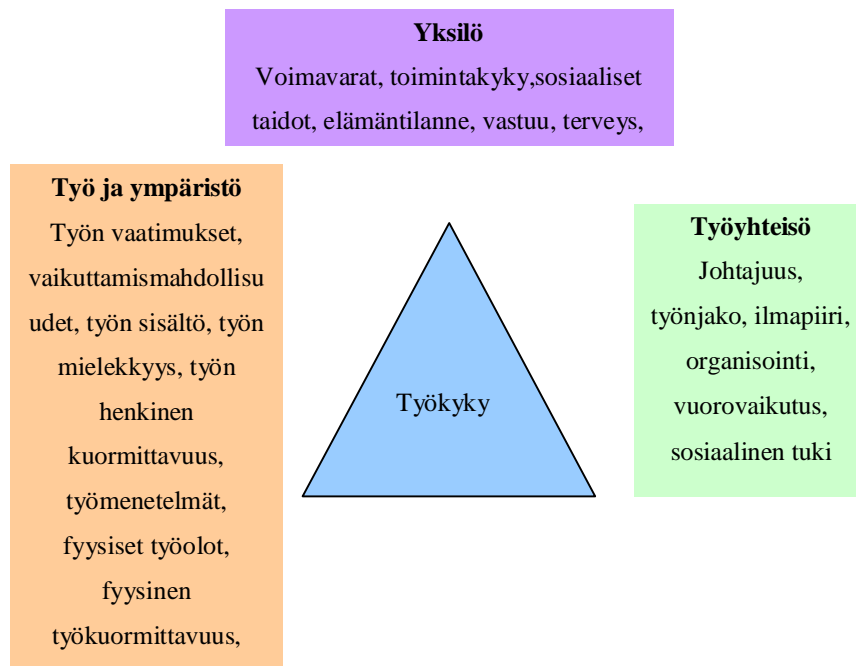 Yksilö
Voimavarat, toimintakyky,sosiaaliset
taidot, elämäntilanne, vastuu, terveys,
Työ ja ympäristö
Työn vaatimukset,
vaikuttamismahdollisu
udet, työn sisältö, työn
mielekkyys, työn
henkinen
kuormittavuus,
työmenetelmät,
fyysiset työolot,
fyysinen
työkuormittavuus,
Työkyky
Työyhteisö
Johtajuus,
työnjako, ilmapiiri,
organisointi,
vuorovaikutus,
sosiaalinen tuki